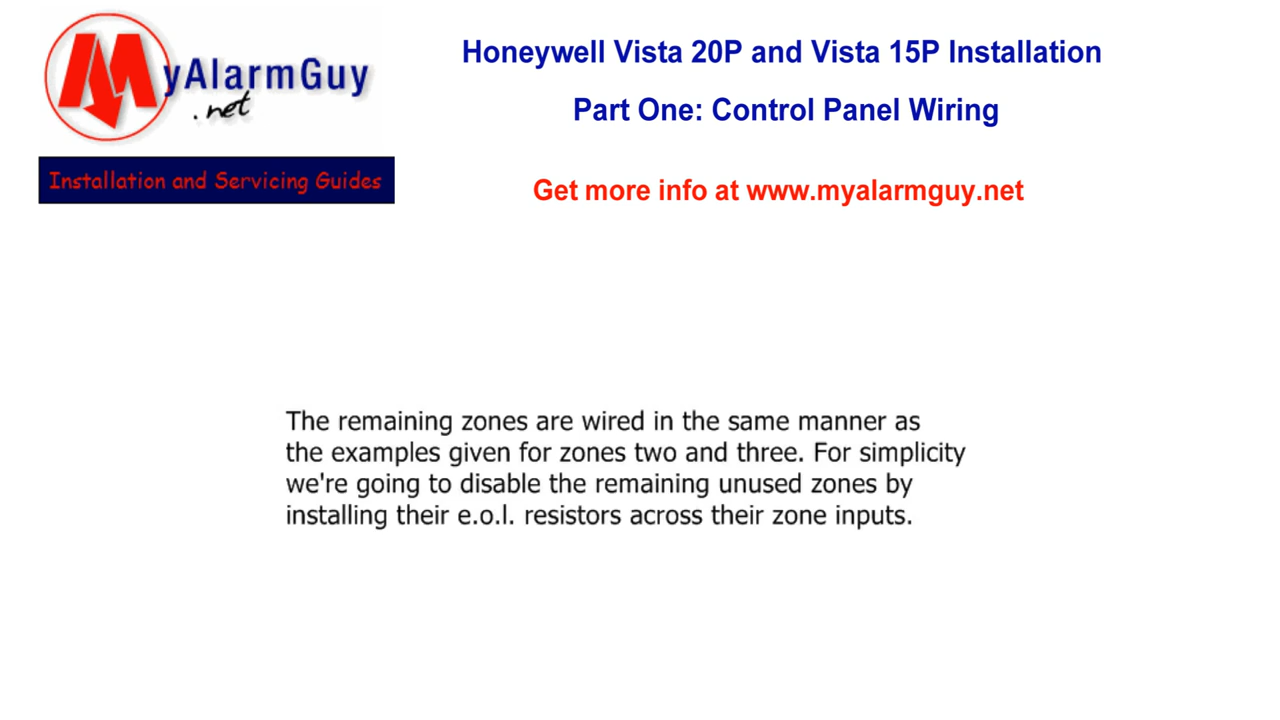 MyAlarmGuy
.net
Installation and Servicing Guides
Honeywell Vista 20P and Vista 15P Installation
Part One: Control Panel Wiring
Get more info at www.myalarmguy.net
The remaining zones are wired in the same manner as
the examples given for zones two and three. For simplicity
we're going to disable the remaining unused zones by
installing their e.o.l. resistors across their zone inputs.